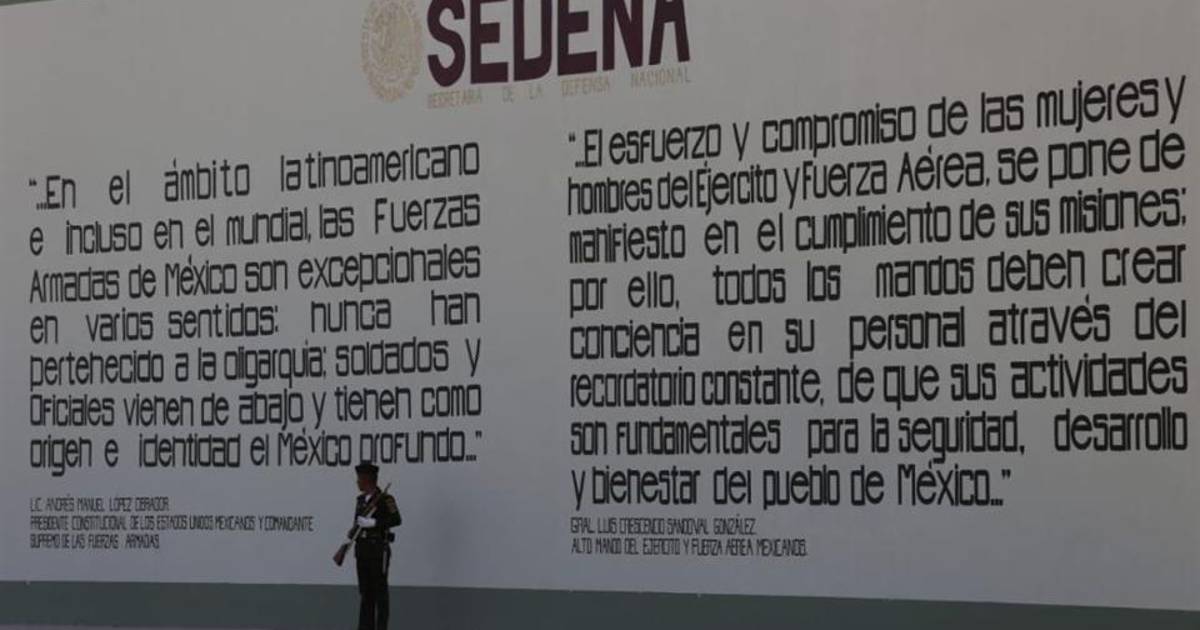 SEDENA
SECRETARÍA DE LA DEFENSA NACIONAL
“...En el ámbito latinoamericano
e incluso en el mundial, las Fuerzas
Armadas de México son excepcionales
en varios sentidos: nunca han
pertenecido a la oligarquía; soldados y
oficiales vienen de abajo y tienen como
origen e identidad el México profundo...”
LIC. ANDRÉS MANUEL LÓPEZ OBRADOR.
PRESIDENTE CONSTITUCIONAL DE LOS ESTADOS UNIDOS MEXICANOS Y COMANDANTE
SUPREMO DE LAS FUERZAS ARMADAS.
“...El esfuerzo y compromiso de las mujeres y
hombres del Ejército y Fuerza Aérea, se pone de
manifiesto en el cumplimiento de sus misiones;
por ello, todos los mandos deben crear
conciencia en su personal a través del
recordatorio constante, de que sus actividades
son fundamentales para la seguridad, desarrollo
y bienestar del pueblo de México...”
GRAL. LUIS CRESCENCIO SANDOVAL GONZÁLEZ.
ALTO MANDO DEL EJÉRCITO Y FUERZA AÉREA MEXICANOS.